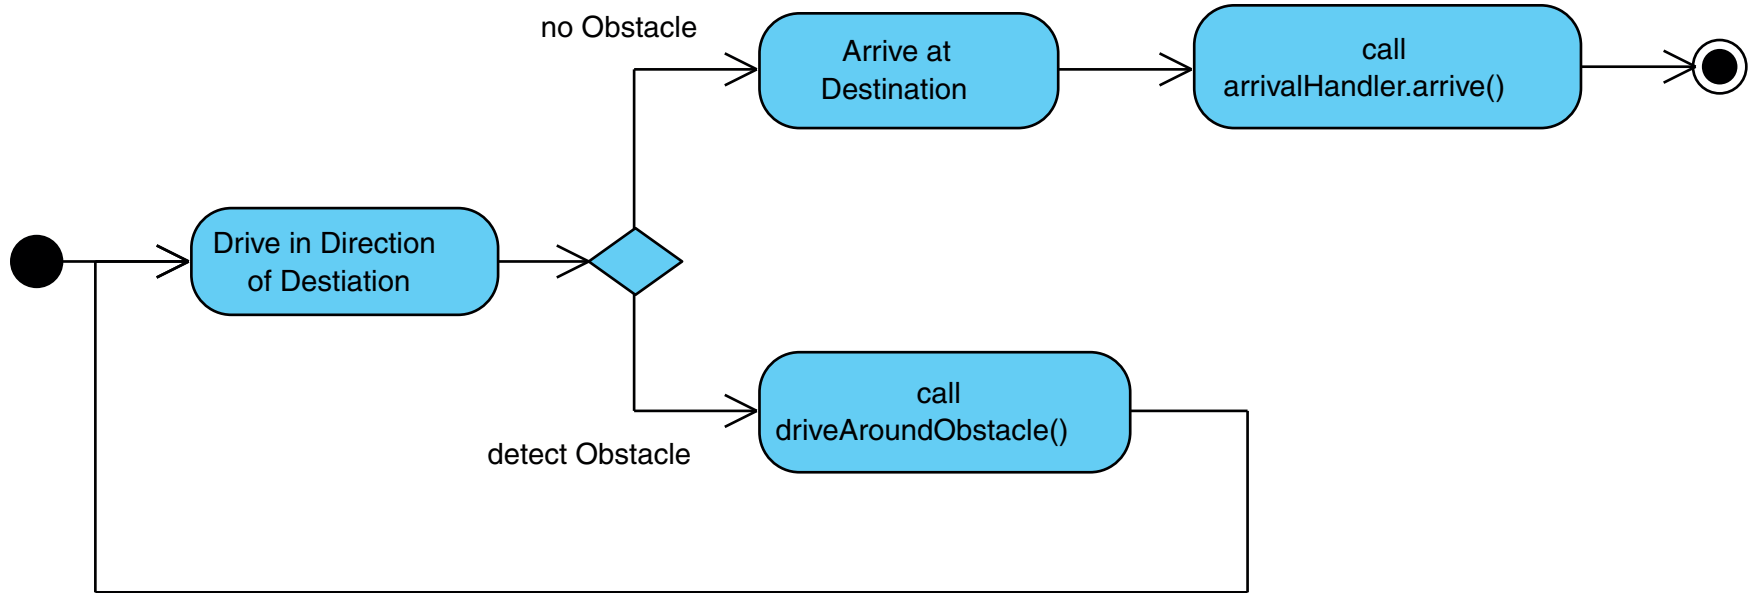 no Obstacle
Arrive at
Destination
call
arrivalHandler.arrive()
Drive in Direction
of Destiation
call
driveAroundObstacle()
detect Obstacle